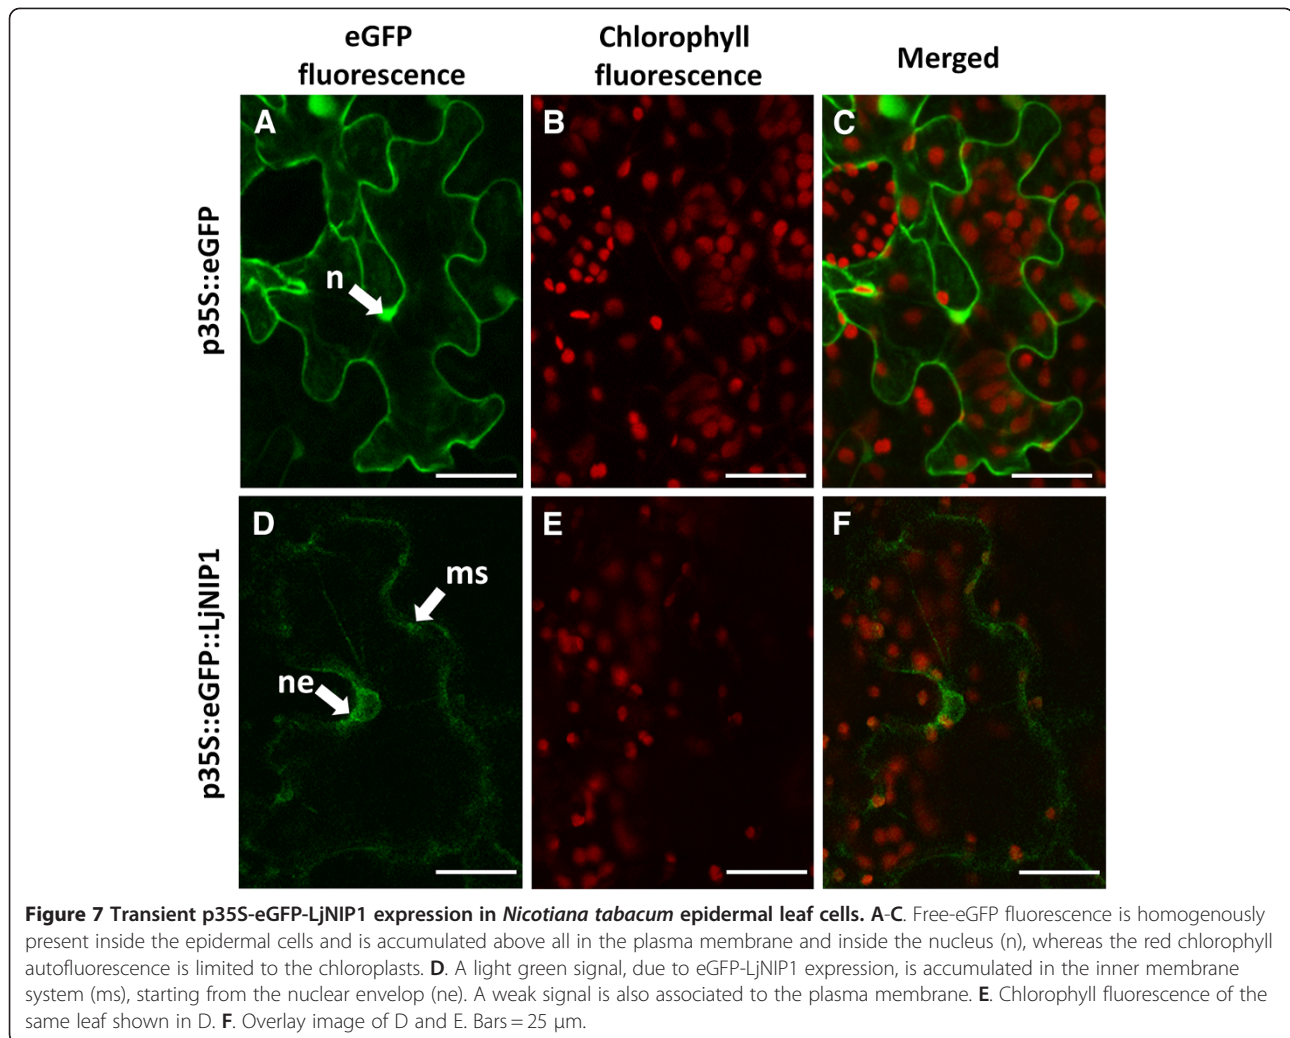 eGFP
fluorescence
Chlorophyll
fluorescence
Merged
p35S::eGFP
A
n
B
C
p35S::eGFP::LjNIP1
D
ms
ne
E
F
Figure 7 Transient p35S-eGFP-LjNIP1 expression in Nicotiana tabacum epidermal leaf cells. A-C. Free-eGFP fluorescence is homogenously
present inside the epidermal cells and is accumulated above all in the plasma membrane and inside the nucleus (n), whereas the red chlorophyll
autofluorescence is limited to the chloroplasts. D. A light green signal, due to eGFP-LjNIP1 expression, is accumulated in the inner membrane
system (ms), starting from the nuclear envelop (ne). A weak signal is also associated to the plasma membrane. E. Chlorophyll fluorescence of the
same leaf shown in D. F. Overlay image of D and E. Bars = 25 μm.